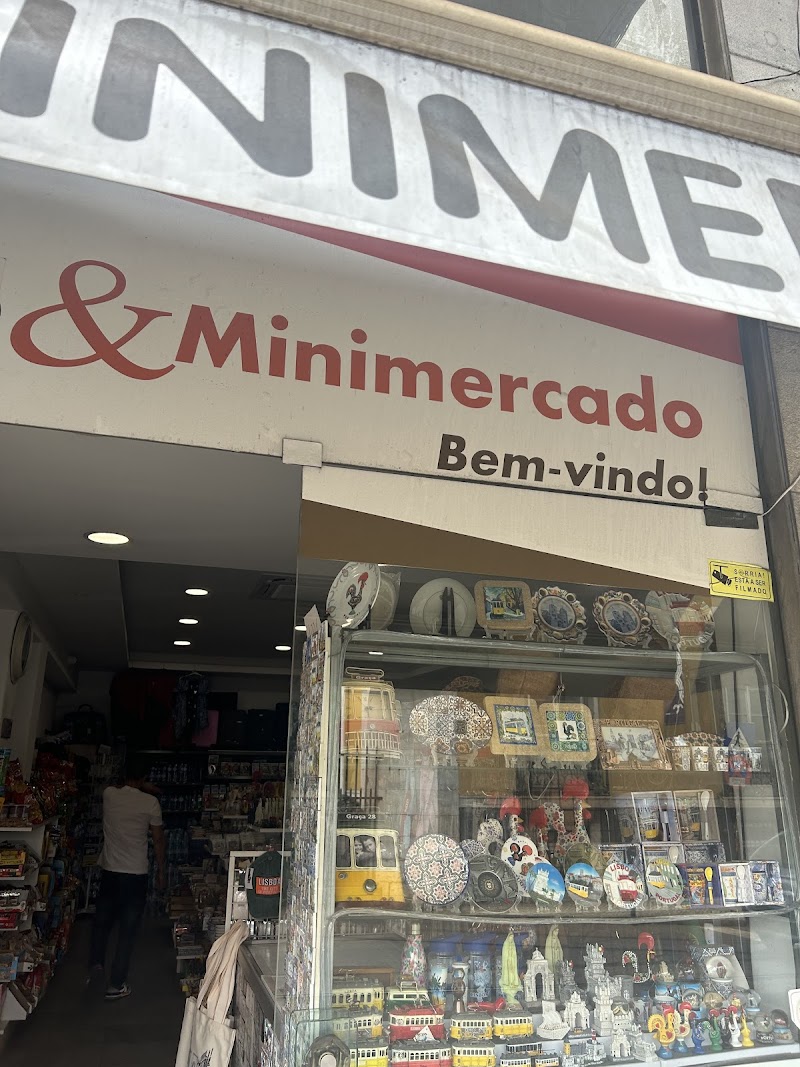 INIME
& Minimercado
Bem-vindo!
SORRIA!
ESTÁ A SER
FILMADO
Graça 28
LISBOA